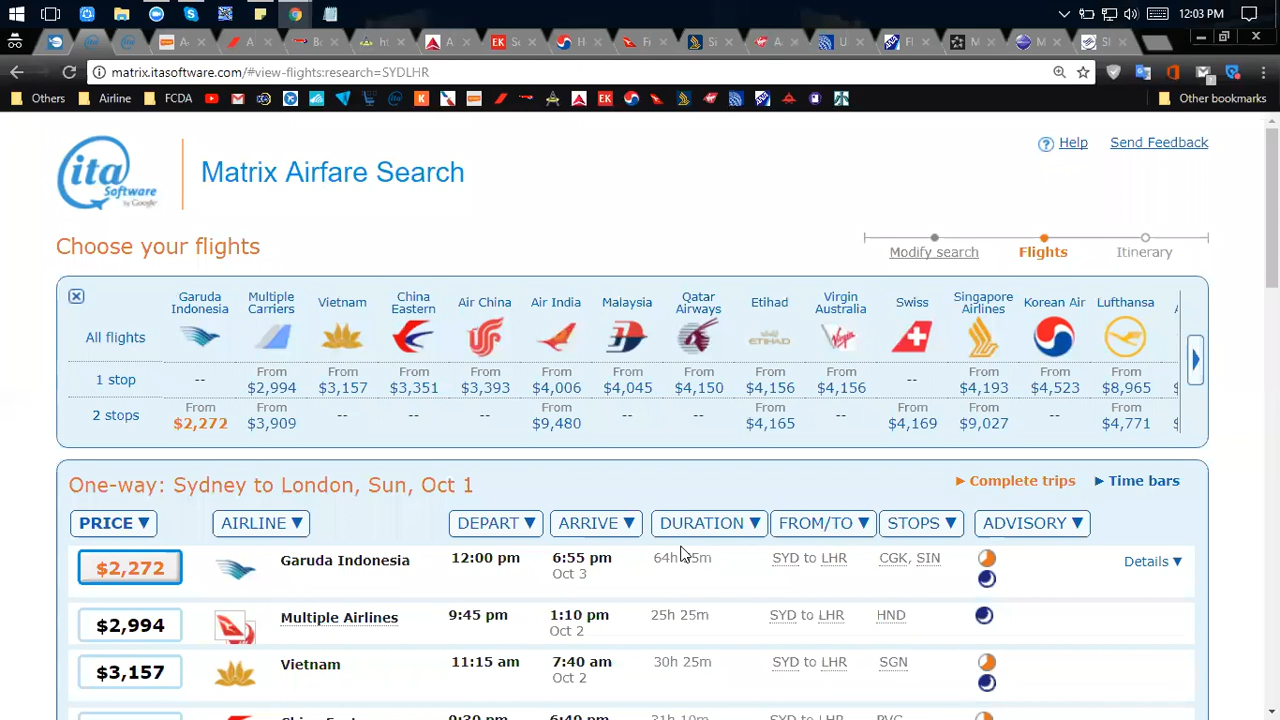 12:03 PM
matrix.itasoftware.com/#view-flights:research=SYDLHR
Others Airline FCDA Other bookmarks
ita Software by Google
Matrix Airfare Search
Help Send Feedback
Choose your flights
Modify search Flights Itinerary
Garuda Indonesia Multiple Carriers Vietnam China Eastern Air China Air India Malaysia Qatar Airways Etihad Virgin Australia Swiss Singapore Airlines Korean Air Lufthansa
All flights
1 stop -- From $2,994 From $3,157 From $3,351 From $3,393 From $4,006 From $4,045 From $4,150 From $4,156 From $4,156 -- From $4,193 From $4,523 From $8,965
2 stops From $2,272 From $3,909 -- -- -- From $9,480 -- -- From $4,165 -- From $4,169 From $9,027 -- From $4,771
One-way: Sydney to London, Sun, Oct 1
Complete trips Time bars
PRICE AIRLINE DEPART ARRIVE DURATION FROM/TO STOPS ADVISORY
$2,272 Garuda Indonesia 12:00 pm 6:55 pm SYD to LHR CGK, SIN Details
Oct 3
$2,994 Multiple Airlines 9:45 pm 1:10 pm 25h 25m SYD to LHR HND
Oct 2
$3,157 Vietnam 11:15 am 7:40 am 30h 25m SYD to LHR SGN
Oct 2